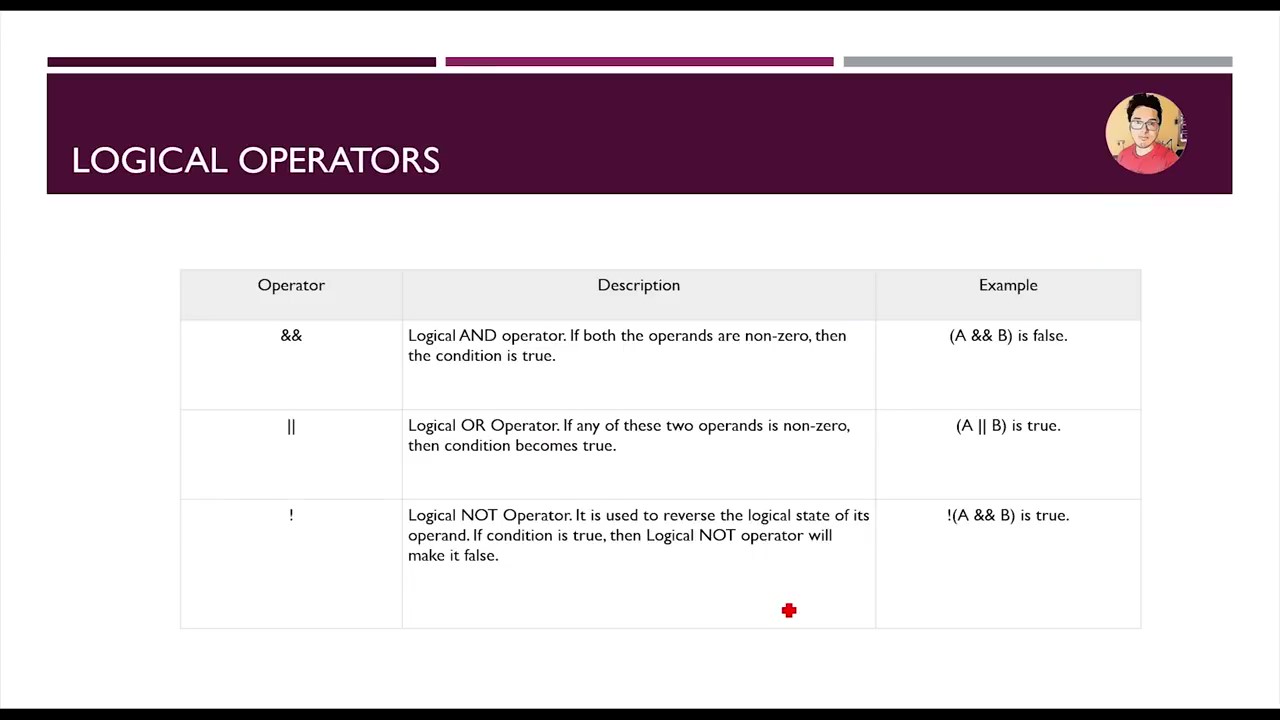 LOGICAL OPERATORS
Operator
Description
Example
&&
Logical AND operator. If both the operands are non-zero, then
the condition is true.
(A && B) is false.
||
Logical OR Operator. If any of these two operands is non-zero,
then condition becomes true.
(A || B) is true.
!
Logical NOT Operator. It is used to reverse the logical state of its
operand. If condition is true, then Logical NOT operator will
make it false.
!(A && B) is true.